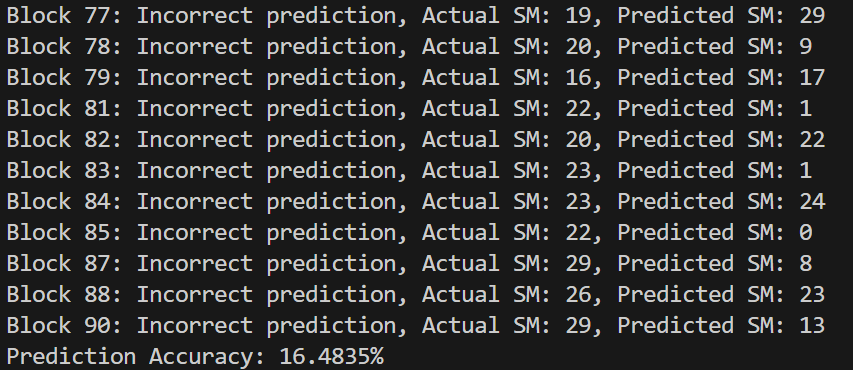 Block 77: Incorrect prediction, Actual SM: 19, Predicted SM: 29
Block 78: Incorrect prediction, Actual SM: 20, Predicted SM: 9
Block 79: Incorrect prediction, Actual SM: 16, Predicted SM: 17
Block 81: Incorrect prediction, Actual SM: 22, Predicted SM: 1
Block 82: Incorrect prediction, Actual SM: 20, Predicted SM: 22
Block 83: Incorrect prediction, Actual SM: 23, Predicted SM: 1
Block 84: Incorrect prediction, Actual SM: 23, Predicted SM: 24
Block 85: Incorrect prediction, Actual SM: 22, Predicted SM: 0
Block 87: Incorrect prediction, Actual SM: 29, Predicted SM: 8
Block 88: Incorrect prediction, Actual SM: 26, Predicted SM: 23
Block 90: Incorrect prediction, Actual SM: 29, Predicted SM: 13
Prediction Accuracy: 16.4835%